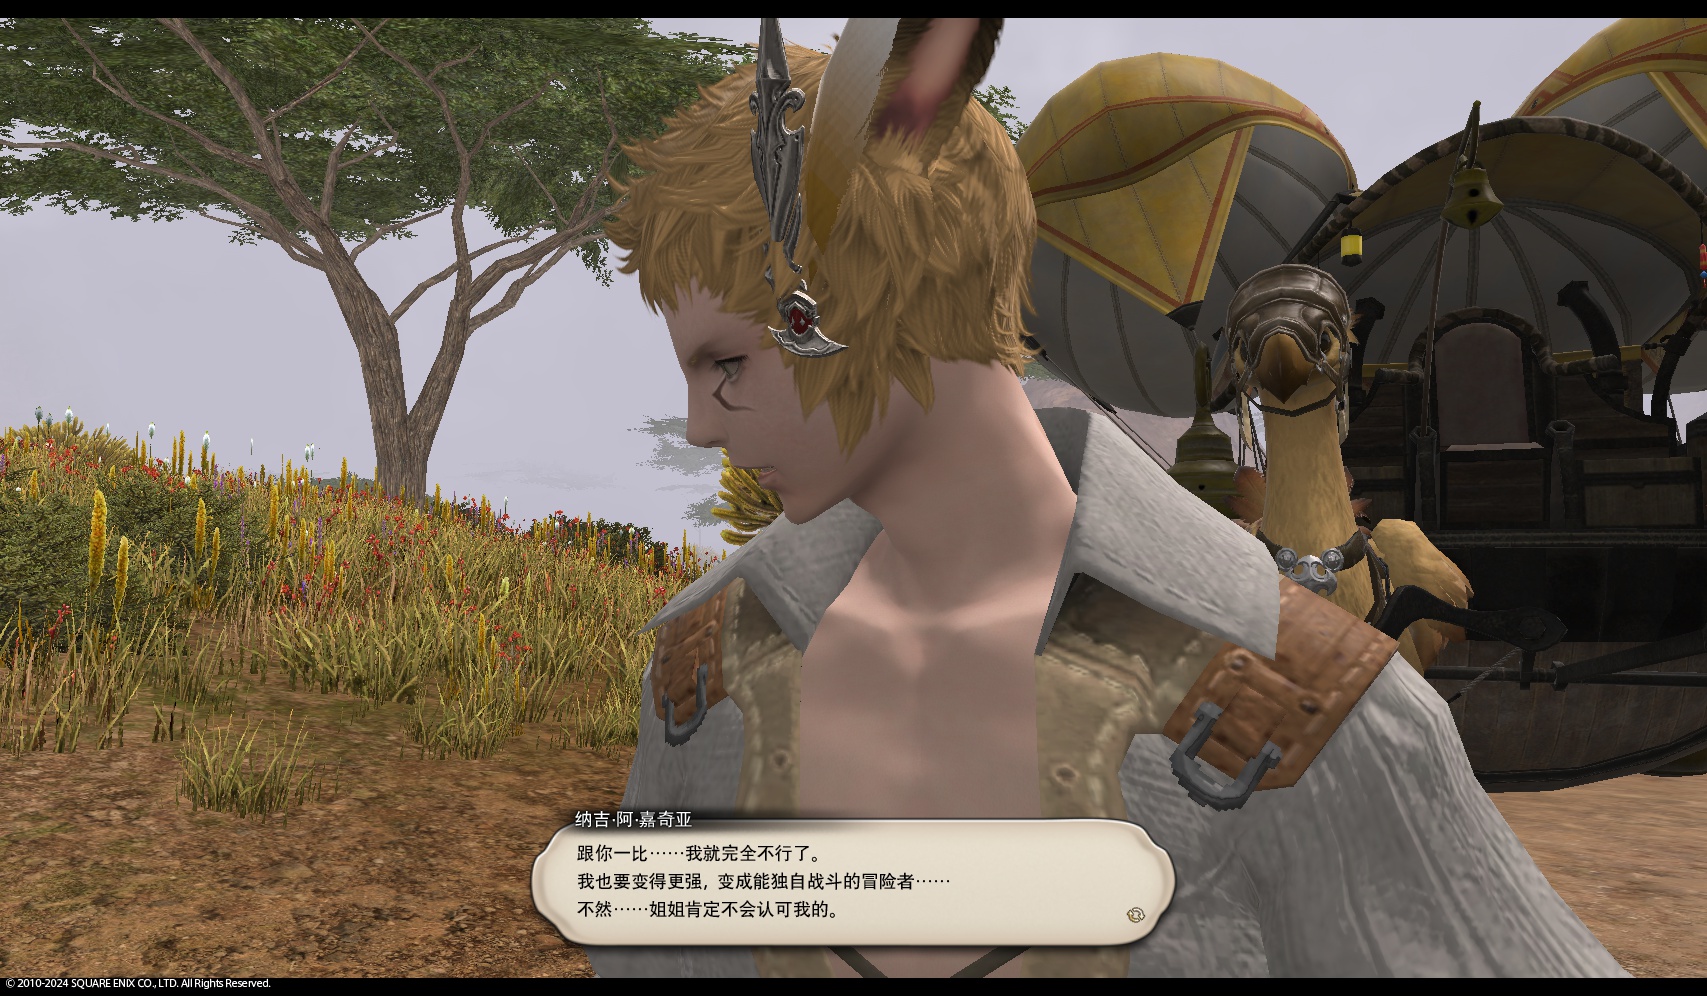 纳吉·阿·嘉奇亚
跟你一比……我就完全不行了。
我也要变得更强，变成能独自战斗的冒险者……
不然……姐姐肯定不会认可我的。
© 2010-2024 SQUARE ENIX CO., LTD. All Rights Reserved.